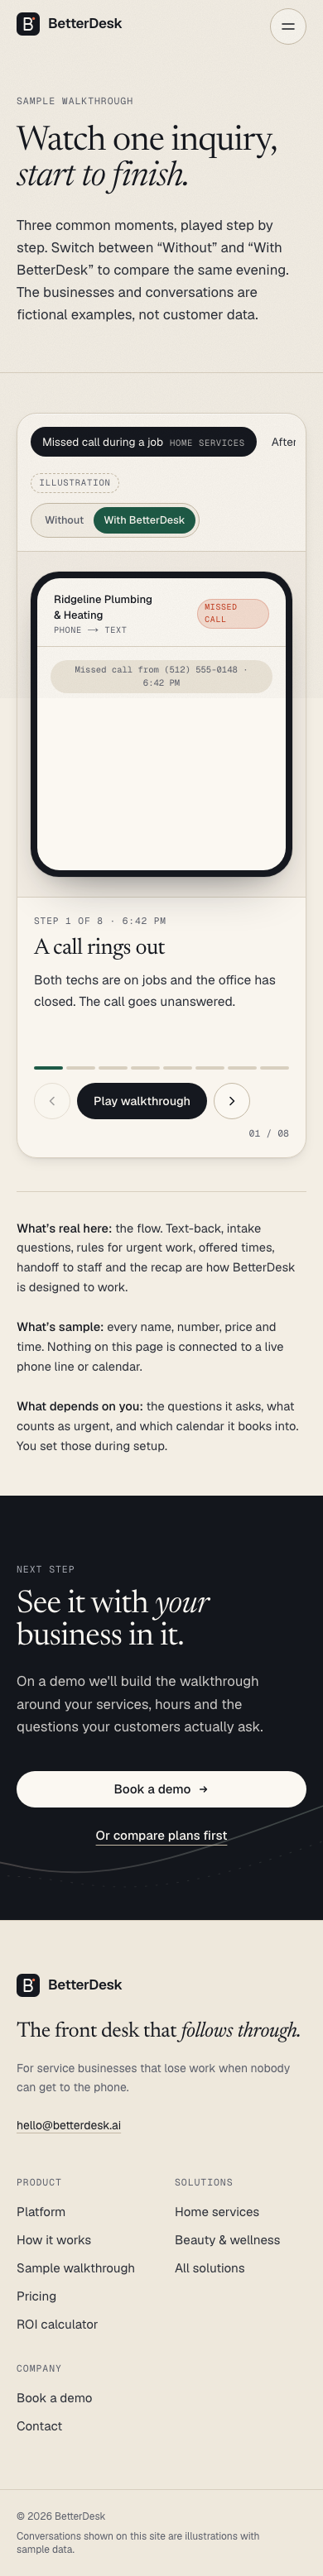 B BetterDesk
SAMPLE WALKTHROUGH
Watch one inquiry,
start to finish.
Three common moments, played step by
step. Switch between “Without” and “With
BetterDesk” to compare the same evening.
The businesses and conversations are
fictional examples, not customer data.
Missed call during a job HOME SERVICES After
ILLUSTRATION
Without With BetterDesk
Ridgeline Plumbing
& Heating
PHONE → TEXT
MISSED
CALL
Missed call from (512) 555-0148 ·
6:42 PM
STEP 1 OF 8 · 6:42 PM
A call rings out
Both techs are on jobs and the office has
closed. The call goes unanswered.
Play walkthrough
01 / 08
What’s real here: the flow. Text-back, intake
questions, rules for urgent work, offered times,
handoff to staff and the recap are how BetterDesk
is designed to work.
What’s sample: every name, number, price and
time. Nothing on this page is connected to a live
phone line or calendar.
What depends on you: the questions it asks, what
counts as urgent, and which calendar it books into.
You set those during setup.
NEXT STEP
See it with your
business in it.
On a demo we’ll build the walkthrough
around your services, hours and the
questions your customers actually ask.
Book a demo →
Or compare plans first
B BetterDesk
The front desk that follows through.
For service businesses that lose work when nobody
can get to the phone.
hello@betterdesk.ai
PRODUCT
Platform
How it works
Sample walkthrough
Pricing
ROI calculator
SOLUTIONS
Home services
Beauty & wellness
All solutions
COMPANY
Book a demo
Contact
© 2026 BetterDesk
Conversations shown on this site are illustrations with
sample data.